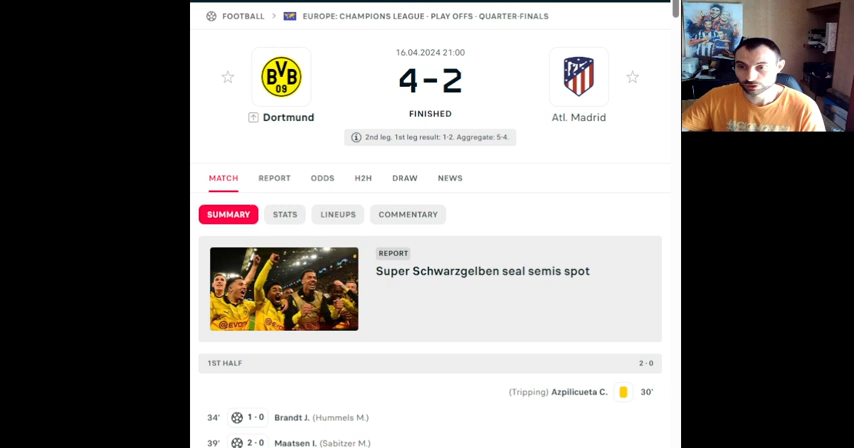 FOOTBALL > EUROPE: CHAMPIONS LEAGUE - PLAY OFFS - QUARTER-FINALS
16.04.2024 21:00
BVB
09
4-2
FINISHED
Dortmund
Atl. Madrid
2nd leg. 1st leg result: 1-2. Aggregate: 5-4.
MATCH REPORT ODDS H2H DRAW NEWS
SUMMARY STATS LINEUPS COMMENTARY
REPORT
Super Schwarzgelben seal semis spot
1ST HALF 2 - 0
(Tripping) Azpilicueta C. 30'
34' 1 - 0 Brandt J. (Hummels M.)
39' 2 - 0 Maatsen I. (Sabitzer M.)